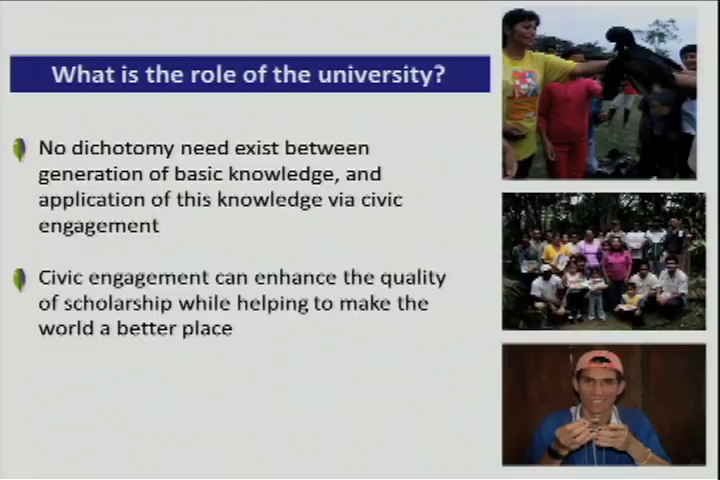 What is the role of the university?
No dichotomy need exist between
generation of basic knowledge, and
application of this knowledge via civic
engagement
Civic engagement can enhance the quality
of scholarship while helping to make the
world a better place